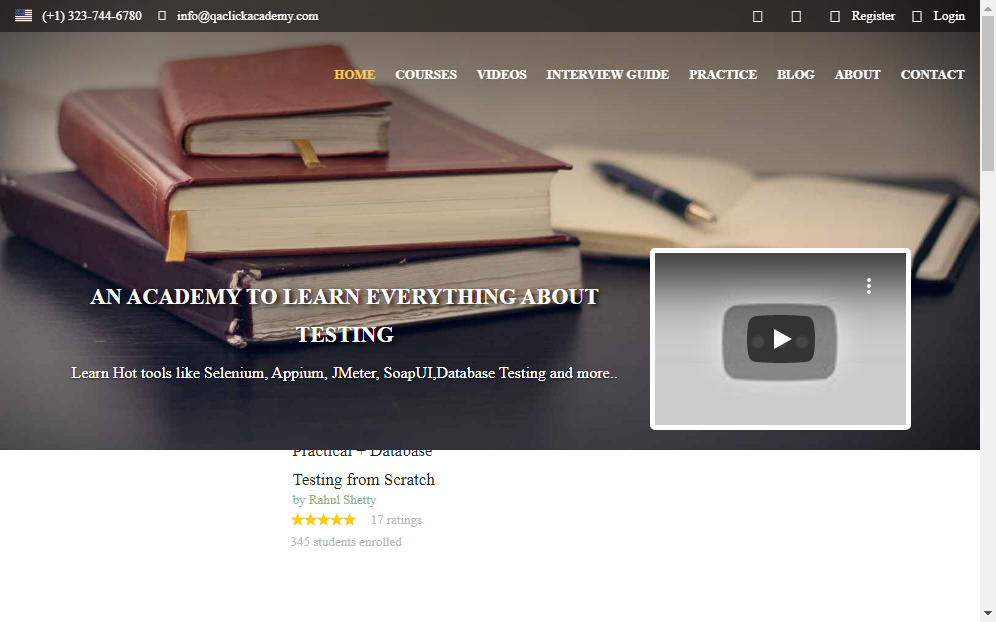 (+1) 323-744-6780 info@qaclickacademy.com Register Login
HOME COURSES VIDEOS INTERVIEW GUIDE PRACTICE BLOG ABOUT CONTACT
AN ACADEMY TO LEARN EVERYTHING ABOUT
TESTING
Learn Hot tools like Selenium, Appium, JMeter, SoapUI,Database Testing and more..
Practical + Database
Testing from Scratch
by Rahul Shetty
17 ratings
345 students enrolled